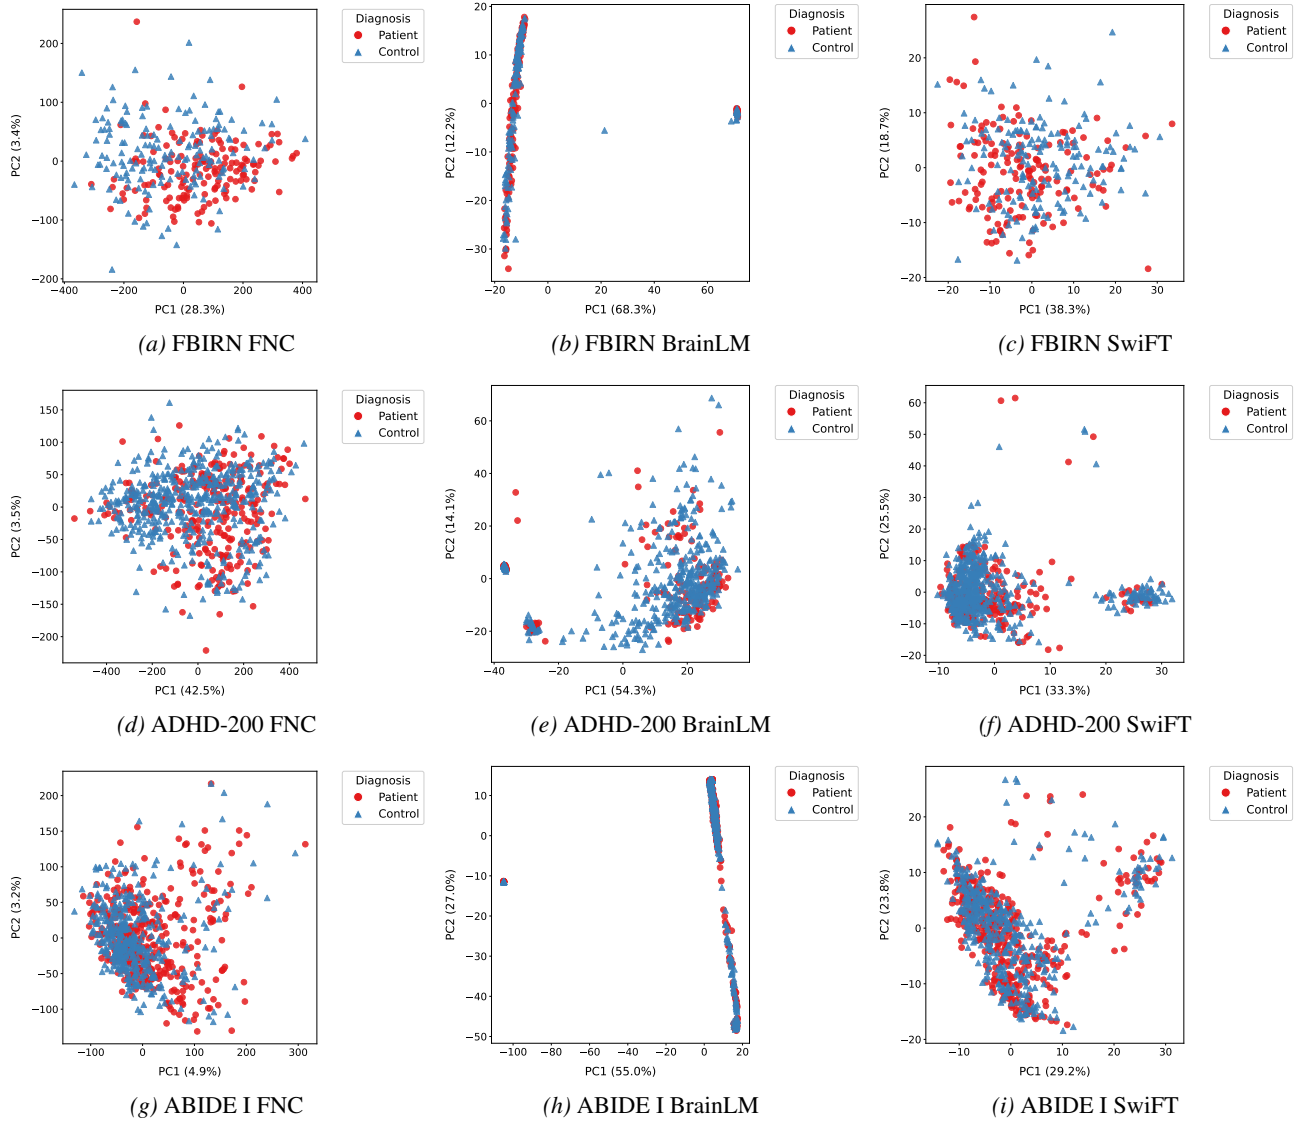 Diagnosis
Patient
Control
200
100
0
−100
−200
−400 −200 0 200 400
PC2 (3.4%)
PC1 (28.3%)
(a) FBIRN FNC
Diagnosis
Patient
Control
20
10
0
−10
−20
−30
−20 0 20 40 60
PC2 (12.2%)
PC1 (68.3%)
(b) FBIRN BrainLM
Diagnosis
Patient
Control
20
10
0
−10
−20
−20 −10 0 10 20 30
PC2 (18.7%)
PC1 (38.3%)
(c) FBIRN SwiFT
Diagnosis
Patient
Control
150
100
50
0
−50
−100
−150
−200
−400 −200 0 200 400
PC2 (3.5%)
PC1 (42.5%)
(d) ADHD-200 FNC
Diagnosis
Patient
Control
60
40
20
0
−20
−40 −20 0 20
PC2 (14.1%)
PC1 (54.3%)
(e) ADHD-200 BrainLM
Diagnosis
Patient
Control
60
50
40
30
20
10
0
−10
−20
−10 0 10 20 30
PC2 (25.5%)
PC1 (33.3%)
(f) ADHD-200 SwiFT
Diagnosis
Patient
Control
200
150
100
50
0
−50
−100
−100 0 100 200 300
PC2 (3.2%)
PC1 (4.9%)
(g) ABIDE I FNC
Diagnosis
Patient
Control
10
0
−10
−20
−30
−40
−50
−100 −80 −60 −40 −20 0 20
PC2 (27.0%)
PC1 (55.0%)
(h) ABIDE I BrainLM
Diagnosis
Patient
Control
20
10
0
−10
−20
−10 0 10 20 30
PC2 (23.8%)
PC1 (29.2%)
(i) ABIDE I SwiFT